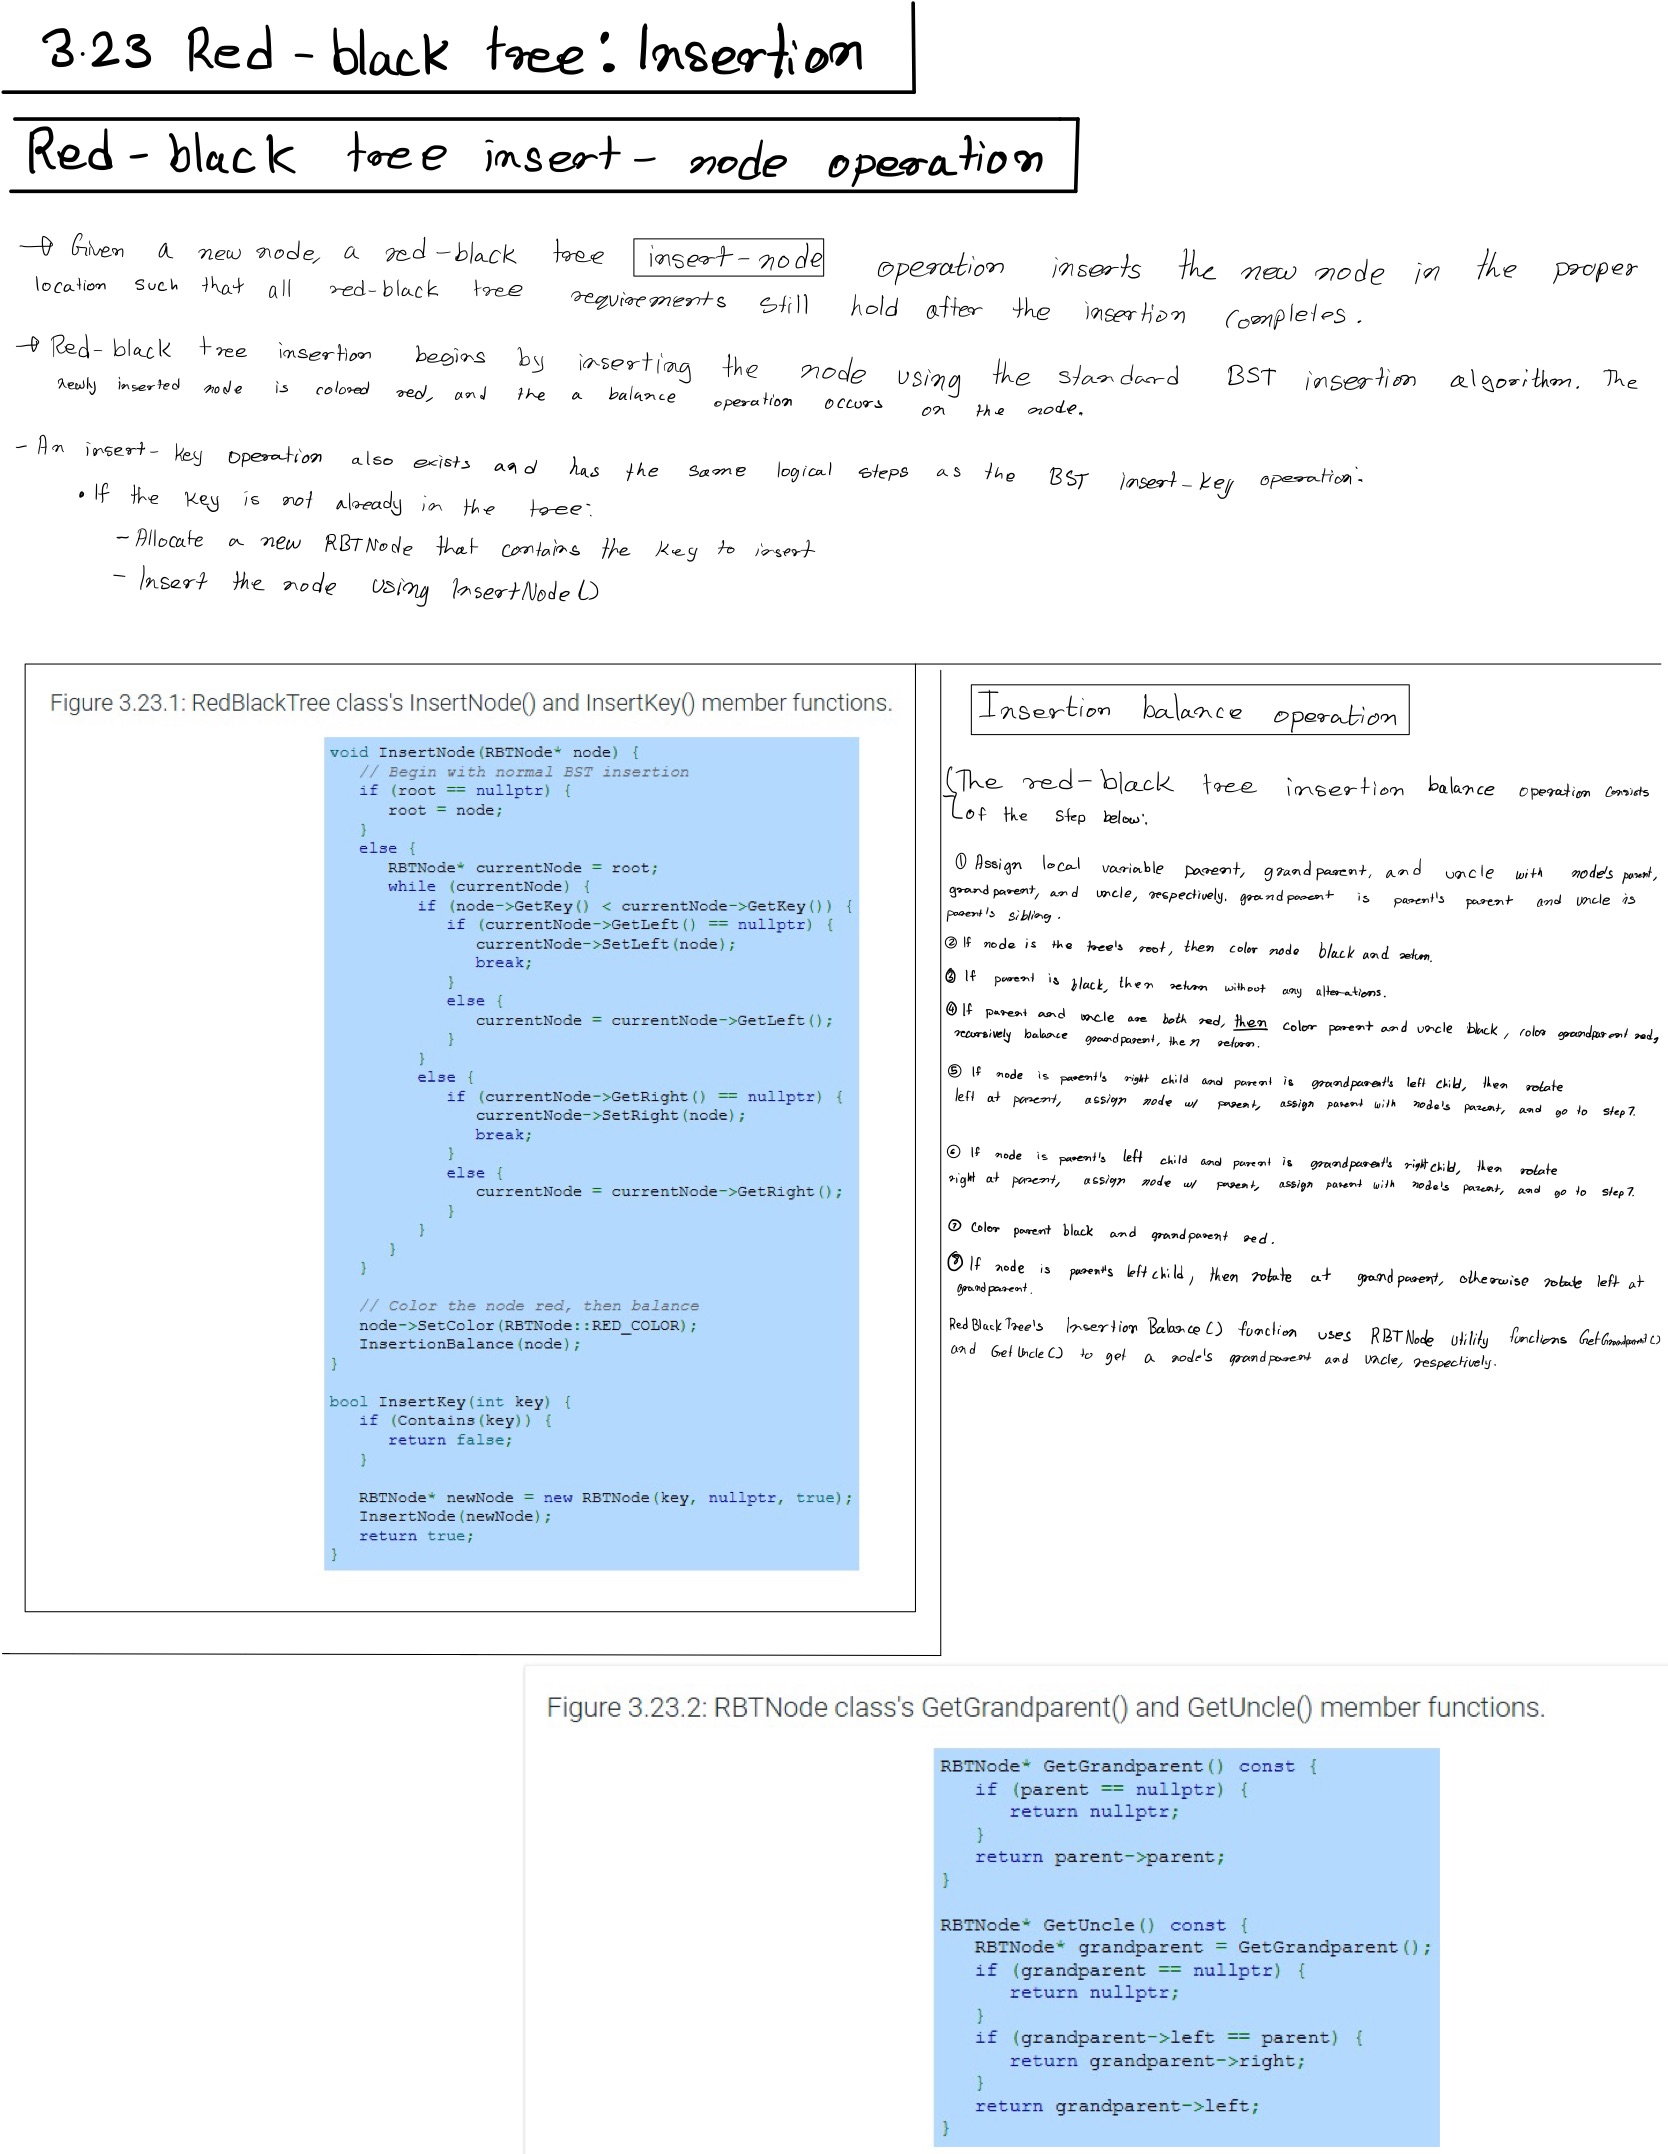 3.23 Red - black tree: Insertion
Red - black tree insert - node operation
Given a new node, a red-black tree insert-node operation inserts the new node in the proper
location such that all red-black tree requirements still hold after the insertion completes.
Red-black tree insertion begins by inserting the node using the standard BST insertion algorithm. The
newly inserted node is colored red, and the a balance operation occurs on the node.
- An insert- key operation also exists and has the same logical steps as the BST insert-key operation:
• If the key is not already in the tree:
- Allocate a new RBTNode that contains the key to insert
- Insert the node using InsertNode()
Figure 3.23.1: RedBlackTree class's InsertNode() and InsertKey() member functions.
void InsertNode(RBTNode* node) {
// Begin with normal BST insertion
if (root == nullptr) {
root = node;
}
else {
RBTNode* currentNode = root;
while (currentNode) {
if (node->GetKey() < currentNode->GetKey()) {
if (currentNode->GetLeft() == nullptr) {
currentNode->SetLeft(node);
break;
}
else {
currentNode = currentNode->GetLeft();
}
}
else {
if (currentNode->GetRight() == nullptr) {
currentNode->SetRight(node);
break;
}
else {
currentNode = currentNode->GetRight();
}
}
}
}
// Color the node red, then balance
node->SetColor(RBTNode::RED_COLOR);
InsertionBalance(node);
}
bool InsertKey(int key) {
if (Contains(key)) {
return false;
}
RBTNode* newNode = new RBTNode(key, nullptr, true);
InsertNode(newNode);
return true;
}
Insertion balance operation
The red-black tree insertion balance operation consists
of the step below:
① Assign local variable parent, grandparent, and uncle with node's parent,
grandparent, and uncle, respectively. grandparent is parent's parent and uncle is
parent's sibling.
② If node is the tree's root, then color node black and return.
③ If parent is black, then return without any alterations.
④ If parent and uncle are both red, then color parent and uncle black, color grandparent red,
recursively balance grandparent, then return.
⑤ If node is parent's right child and parent is grandparent's left child, then rotate
left at parent, assign node w/ parent, assign parent with node's parent, and go to step 7.
⑥ If node is parent's left child and parent is grandparent's right child, then rotate
right at parent, assign node w/ parent, assign parent with node's parent, and go to step 7.
⑦ Color parent black and grandparent red.
⑧ If node is parent's left child, then rotate at grandparent, otherwise rotate left at
grandparent.
RedBlackTree's InsertionBalance() function uses RBTNode utility functions GetGrandparent()
and GetUncle() to get a node's grandparent and uncle, respectively.
Figure 3.23.2: RBTNode class's GetGrandparent() and GetUncle() member functions.
RBTNode* GetGrandparent() const {
if (parent == nullptr) {
return nullptr;
}
return parent->parent;
}
RBTNode* GetUncle() const {
RBTNode* grandparent = GetGrandparent();
if (grandparent == nullptr) {
return nullptr;
}
if (grandparent->left == parent) {
return grandparent->right;
}
return grandparent->left;
}